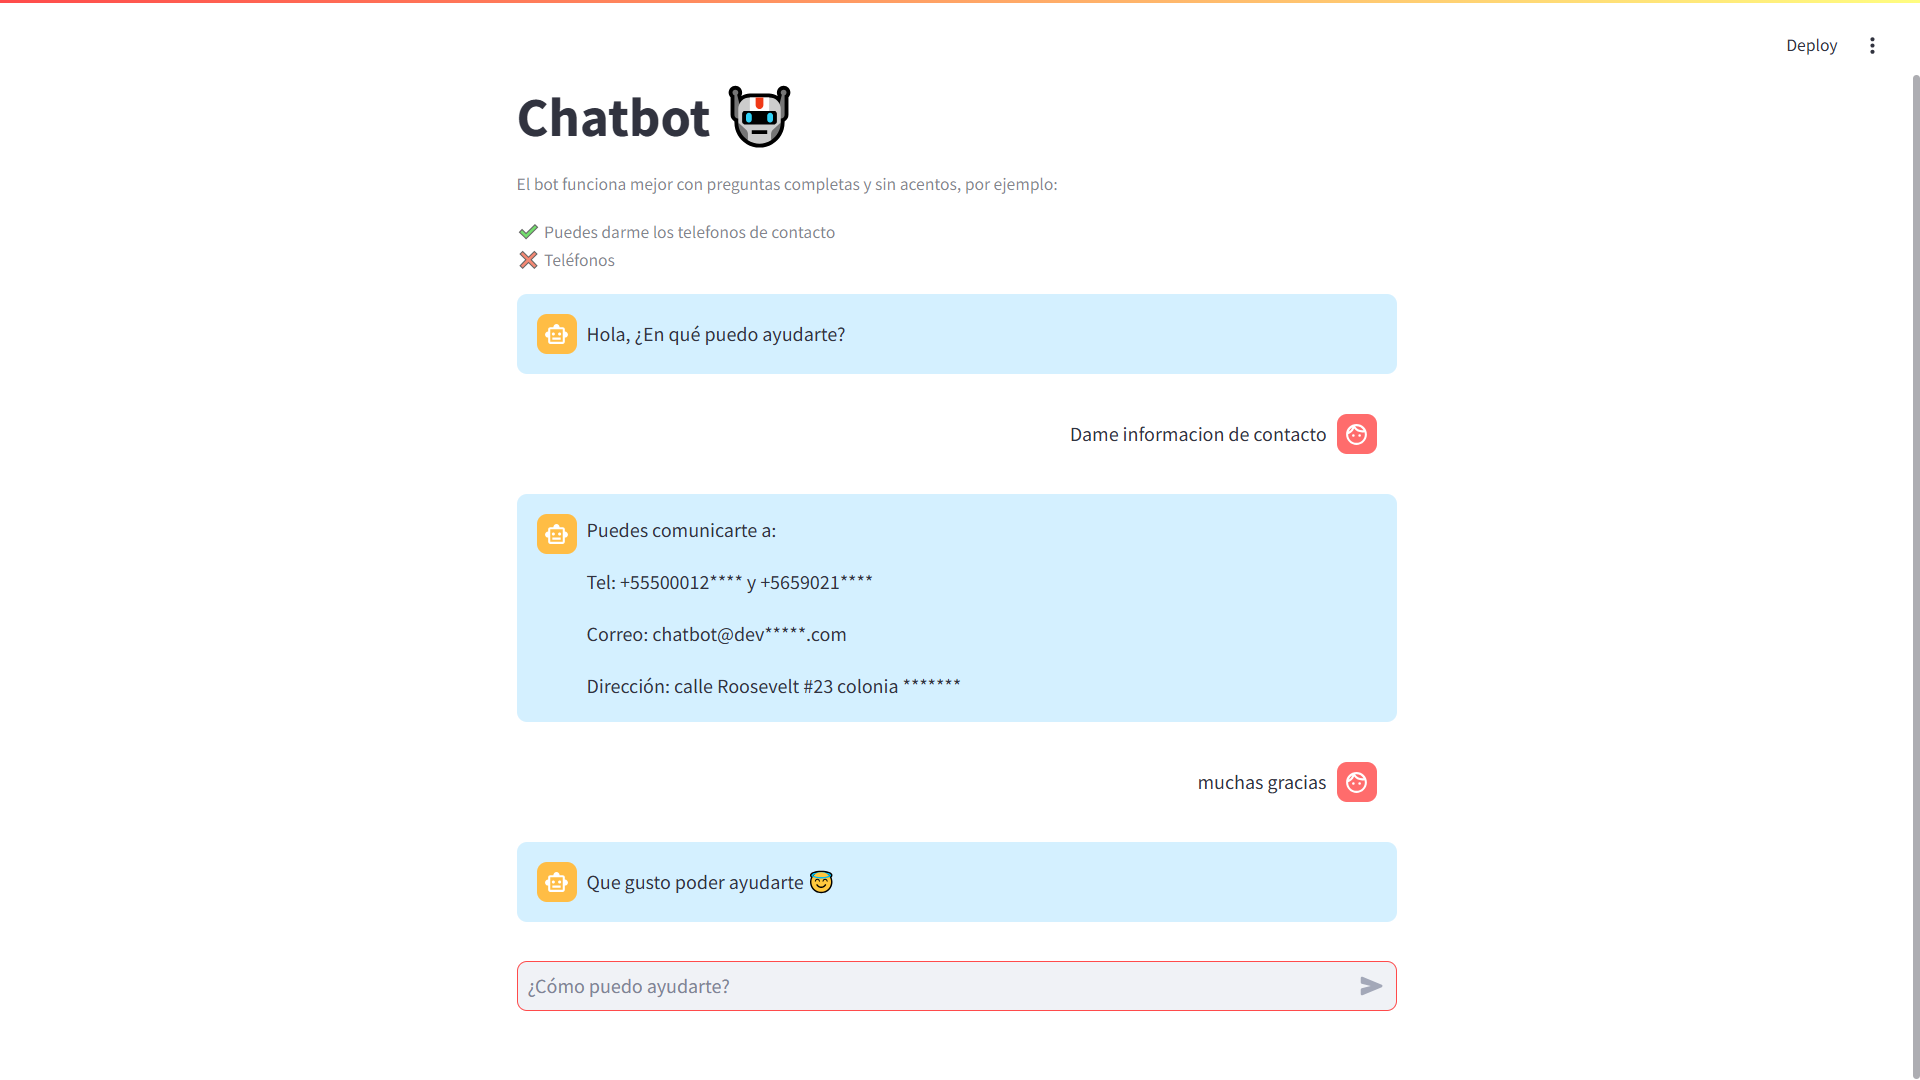 Deploy
Chatbot
El bot funciona mejor con preguntas completas y sin acentos, por ejemplo:
Puedes darme los telefonos de contacto
Teléfonos
Hola, ¿En qué puedo ayudarte?
Dame informacion de contacto
Puedes comunicarte a:
Tel: +55500012**** y +5659021****
Correo: chatbot@dev*****.com
Dirección: calle Roosevelt #23 colonia *******
muchas gracias
Que gusto poder ayudarte 😇
¿Cómo puedo ayudarte?